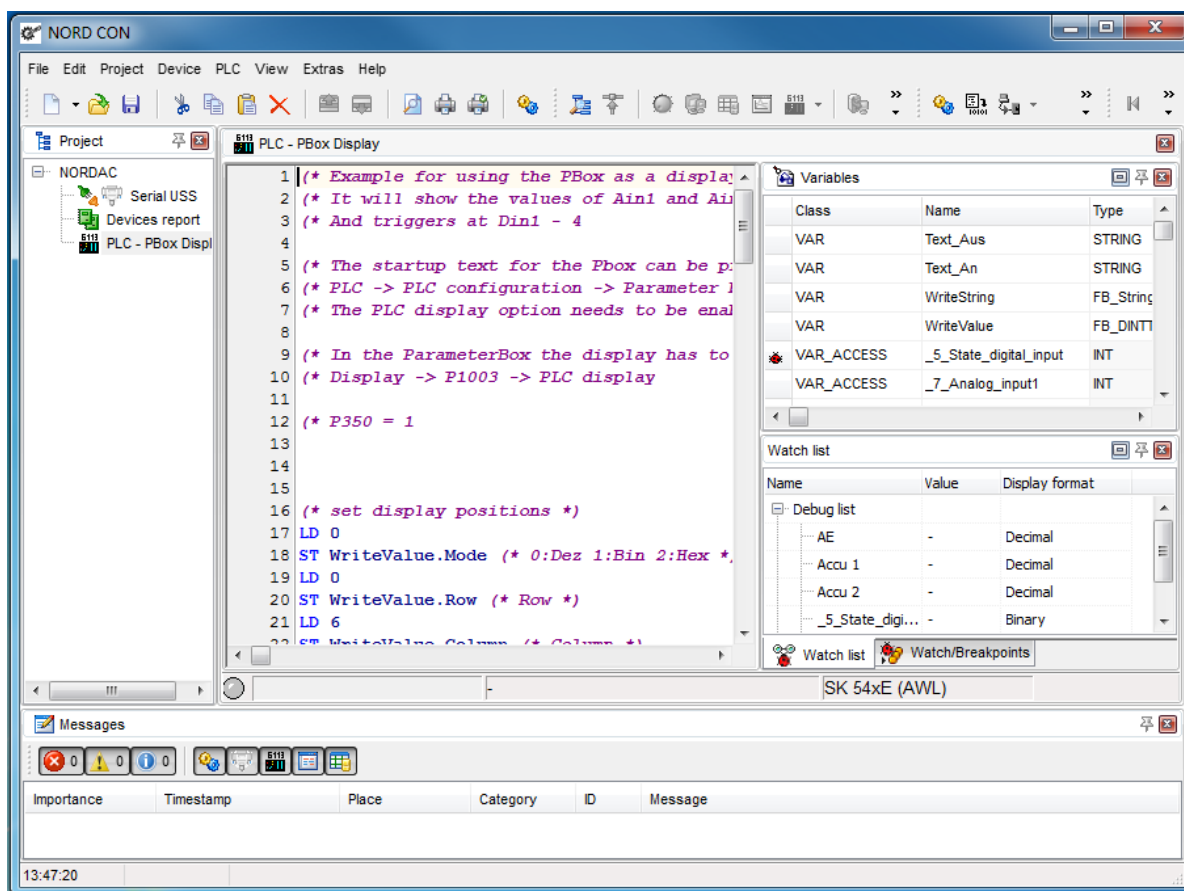 NORD CON
File Edit Project Device PLC View Extras Help
Project
NORDAC
Serial USS
Devices report
PLC - PBox Displ
PLC - PBox Display
1 (* Example for using the PBox as a display
2 (* It will show the values of Ain1 and Ai
3 (* And triggers at Din1 - 4
4
5 (* The startup text for the Pbox can be p
6 (* PLC -> PLC configuration -> Parameter
7 (* The PLC display option needs to be ena
8
9 (* In the ParameterBox the display has to
10 (* Display -> P1003 -> PLC display
11
12 (* P350 = 1
13
14
15
16 (* set display positions *)
17 LD 0
18 ST WriteValue.Mode (* 0:Dez 1:Bin 2:Hex *
19 LD 0
20 ST WriteValue.Row (* Row *)
21 LD 6
22 ST WriteValue.Column (* Column *)
Variables
Class Name Type
VAR Text_Aus STRING
VAR Text_An STRING
VAR WriteString FB_String
VAR WriteValue FB_DINT
VAR_ACCESS _5_State_digital_input INT
VAR_ACCESS _7_Analog_input1 INT
Watch list
Name Value Display format
Debug list
AE - Decimal
Accu 1 - Decimal
Accu 2 - Decimal
_5_State_digi... - Binary
Watch list Watch/Breakpoints
- SK 54xE (AWL)
Messages
0 0 0
Importance Timestamp Place Category ID Message
13:47:20